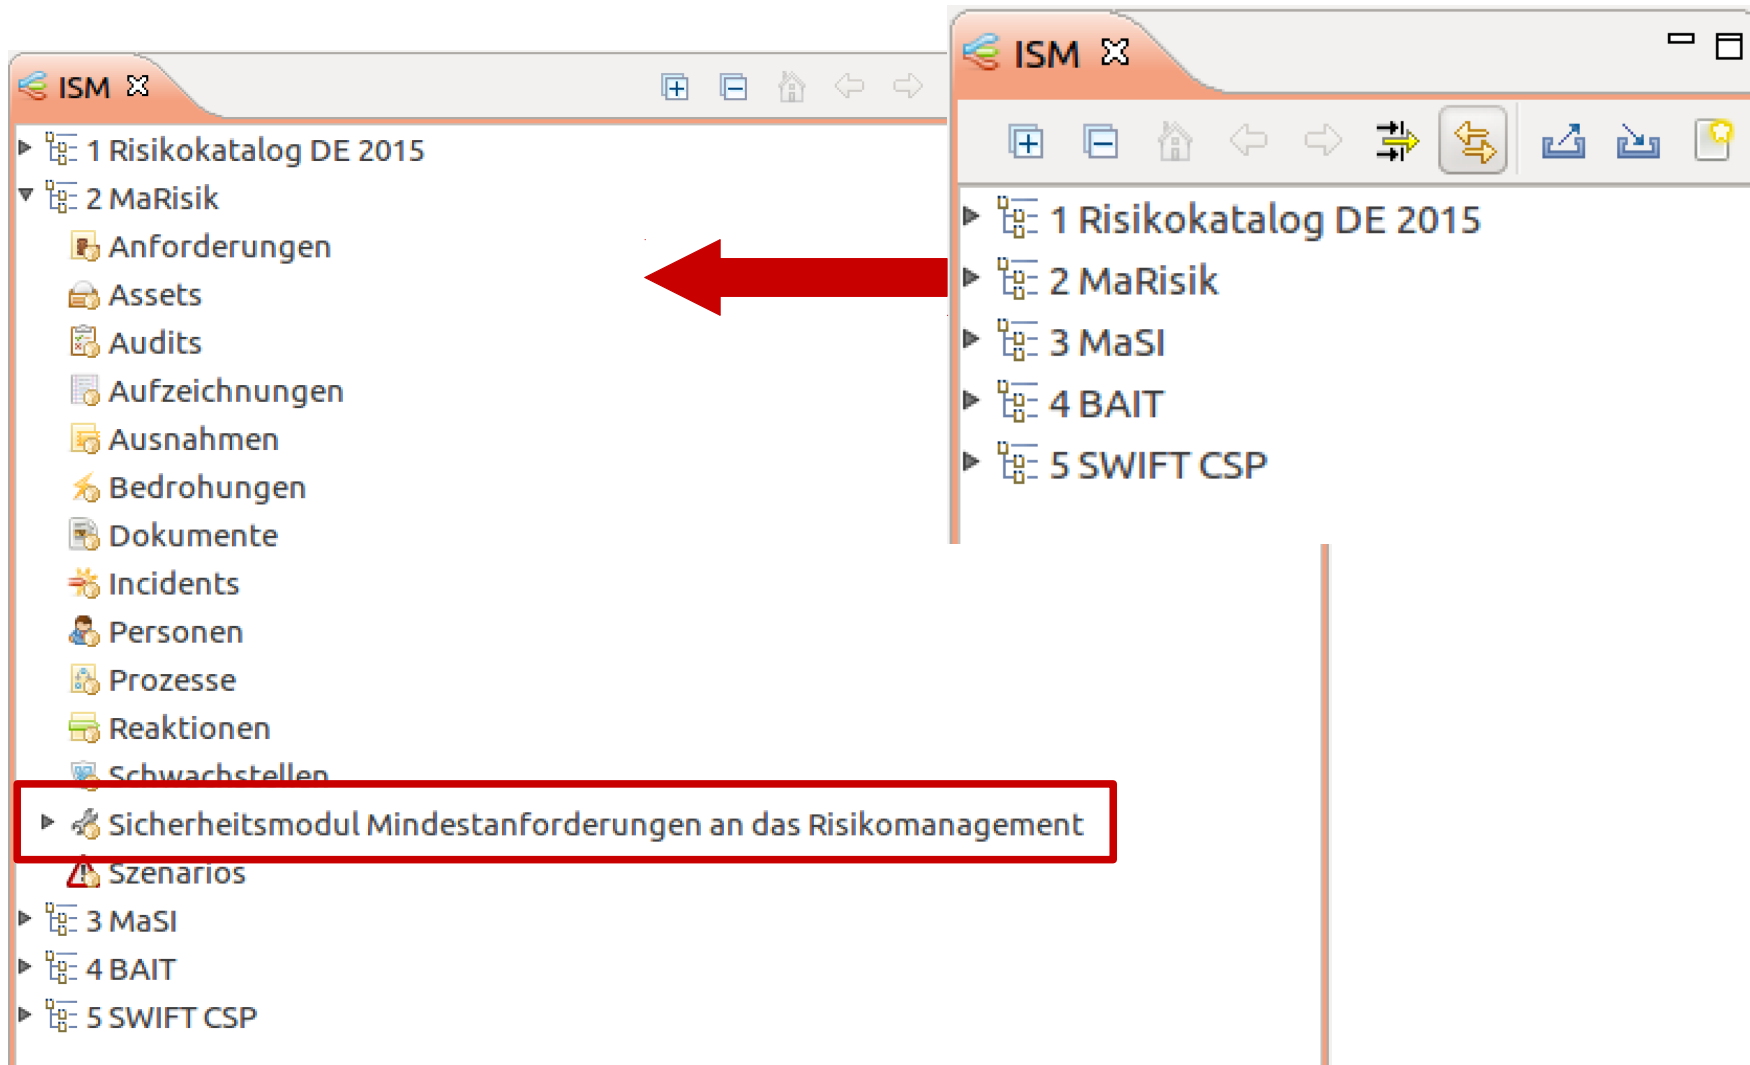 ISM
1 Risikokatalog DE 2015
2 MaRisik
Anforderungen
Assets
Audits
Aufzeichnungen
Ausnahmen
Bedrohungen
Dokumente
Incidents
Personen
Prozesse
Reaktionen
Schwachstellen
Sicherheitsmodul Mindestanforderungen an das Risikomanagement
Szenarios
3 MaSI
4 BAIT
5 SWIFT CSP
ISM
1 Risikokatalog DE 2015
2 MaRisik
3 MaSI
4 BAIT
5 SWIFT CSP